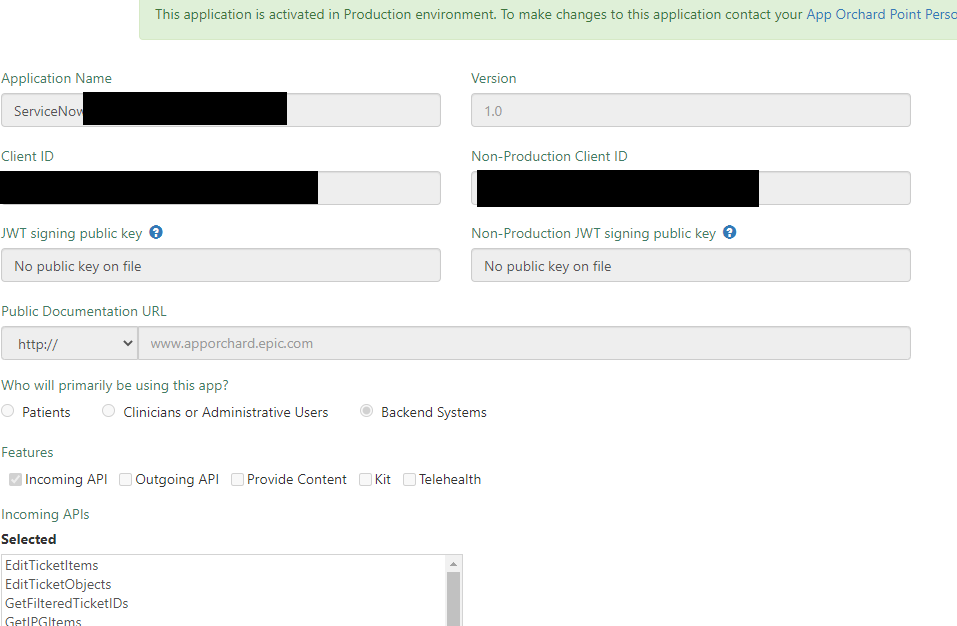 This application is activated in Production environment. To make changes to this application contact your App Orchard Point Perso
Application Name
Version
ServiceNow
1.0
Client ID
Non-Production Client ID
JWT signing public key ?
Non-Production JWT signing public key ?
No public key on file
No public key on file
Public Documentation URL
http://
www.apporchard.epic.com
Who will primarily be using this app?
Patients
Clinicians or Administrative Users
Backend Systems
Features
Incoming API
Outgoing API
Provide Content
Kit
Telehealth
Incoming APIs
Selected
EditTicketItems
EditTicketObjects
GetFilteredTicketIDs
GetIPGItems